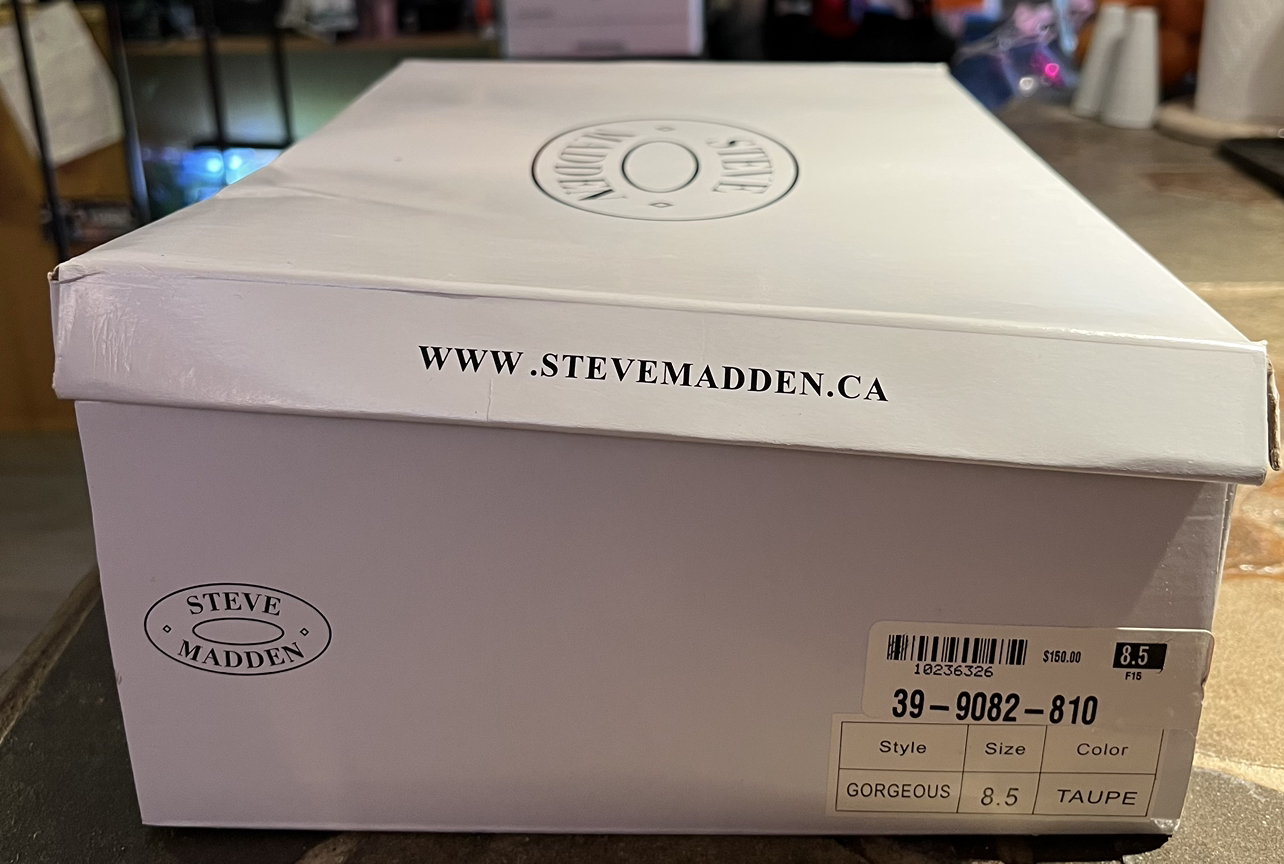 STEVE
MADDEN
WWW.STEVEMADDEN.CA
STEVE
MADDEN
10236326
$150.00
8.5
F15
39-9082-810
Style Size Color
GORGEOUS 8.5 TAUPE